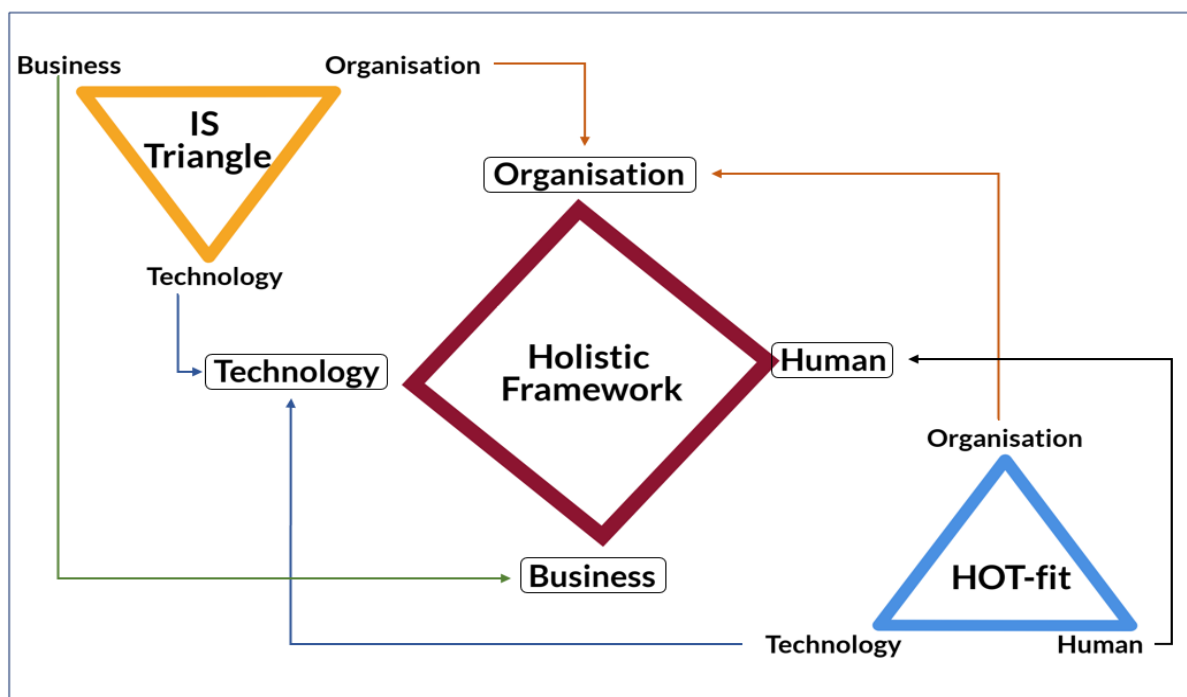 Business
Organisation
IS
Triangle
Technology
Organisation
Technology
Holistic
Framework
Human
Business
Organisation
HOT-fit
Technology
Human